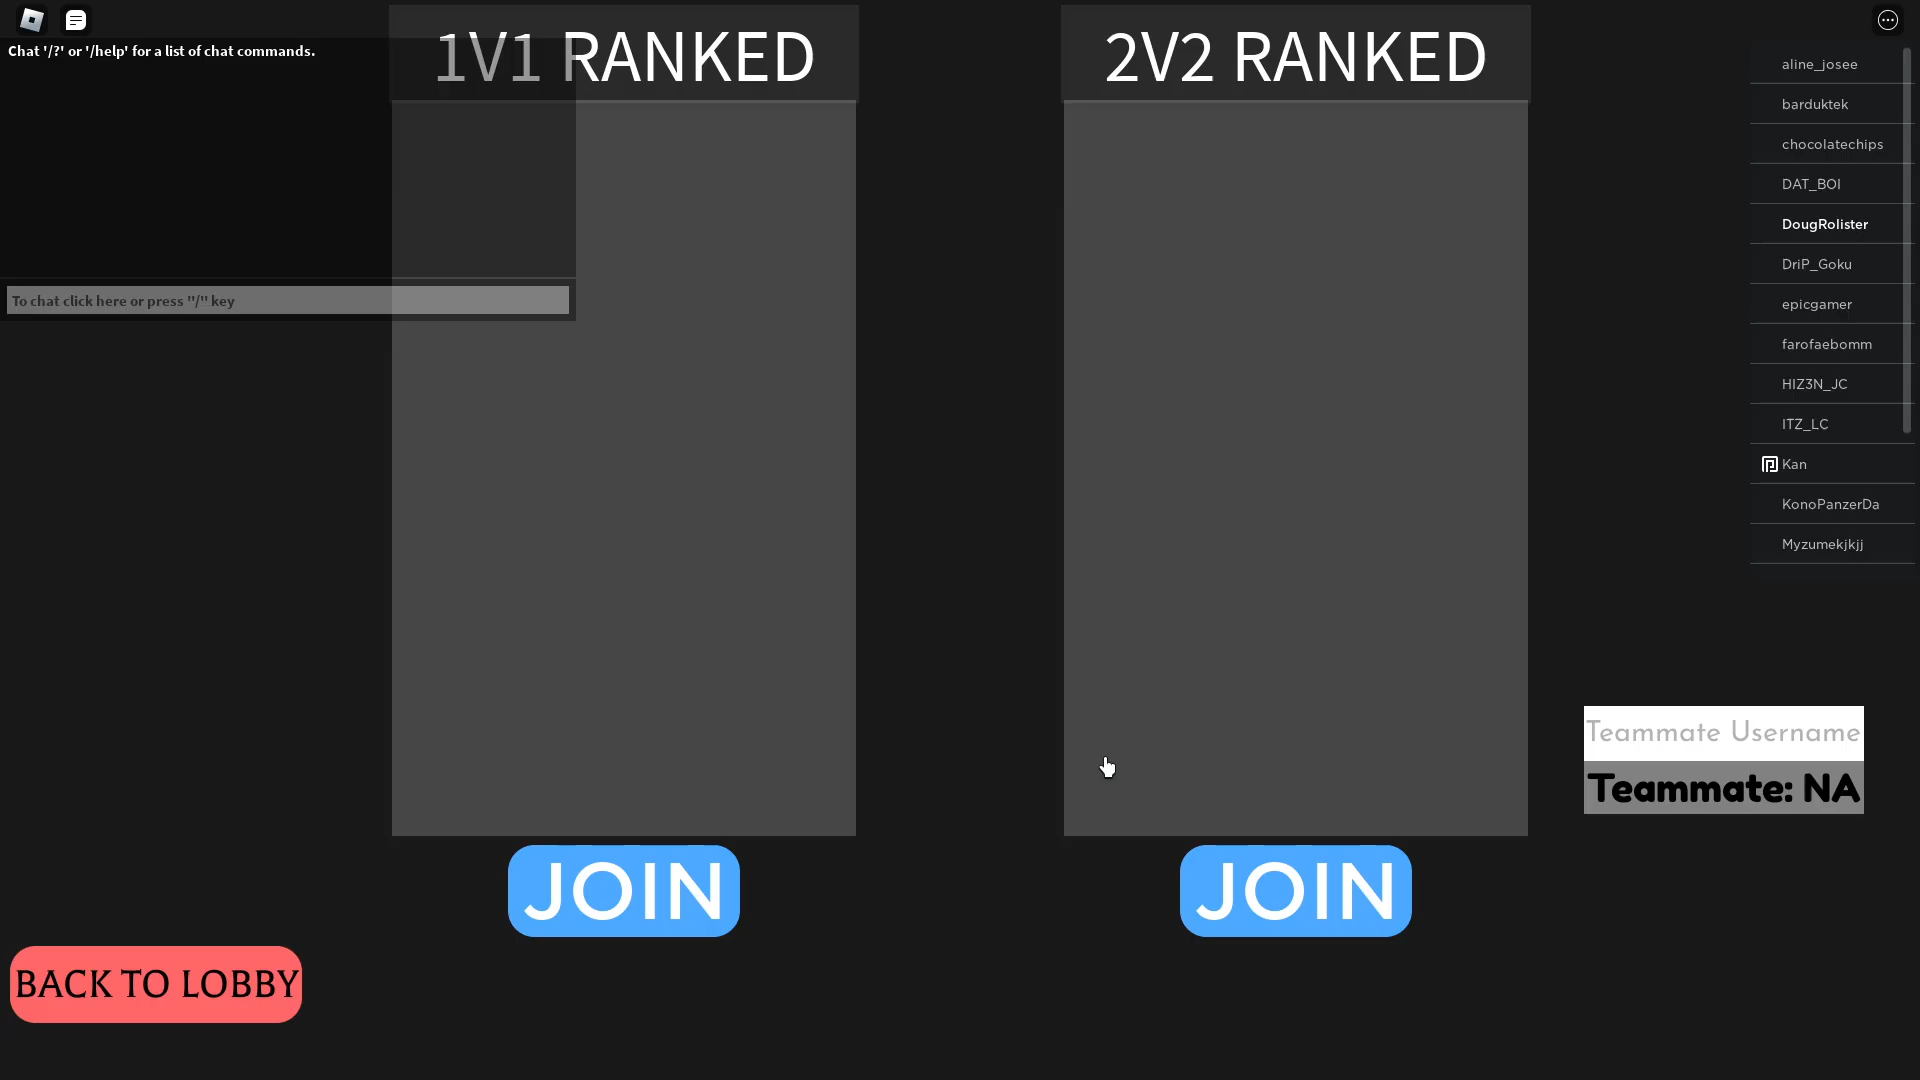 Chat '/?' or '/help' for a list of chat commands.
To chat click here or press "/" key
1V1 RANKED
JOIN
2V2 RANKED
JOIN
aline_josee
barduktek
chocolatechips
DAT_BOI
DougRolister
DriP_Goku
epicgamer
farofaebomm
HIZ3N_JC
ITZ_LC
Kan
KonoPanzerDa
Myzumekjkjj
Teammate Username
Teammate: NA
BACK TO LOBBY